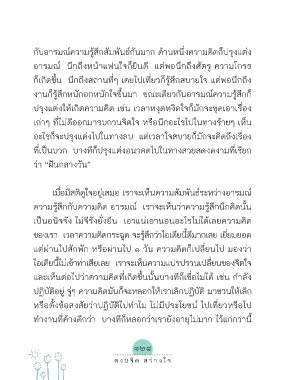 กับอารมณ์ความรู้สึกสัมพันธ์กันมาก ด้านหนึ่งความคิดก็ปรุงแต่ง
อารมณ์ นึกถึงหน้าแฟนใจก็ยินดี แต่พอนึกถึงศัตรู ความโกรธ
ก็เกิดขึ้น นึกถึงสถานที่ๆ เคยไปเที่ยวก็รู้สึกสบายใจ แต่พอนึกถึง
งานก็รู้สึกหนักอกหนักใจขึ้นมา ขณะเดียวกันอารมณ์ความรู้สึกก็
ปรุงแต่งให้เกิดความคิด เช่น เวลาหงุดหงิดใจก็มักจะขุดเอาเรื่อง
เก่าๆ ที่ไม่ดีออกมารบกวนจิตใจ หรือนึกอะไรไปในทางร้ายๆ เห็น
อะไรก็จะปรุงแต่งไปในทางลบ แต่เวลาใจสบายก็มักจะคิดถึงเรื่อง
ที่เป็นบวก บางทีก็ปรุงแต่งอนาคตไปในทางสวยสดงดงามที่เรียก
ว่า “ฝันกลางวัน”
เมื่อมีสติดูใจอยู่เสมอ เราจะเห็นความสัมพันธ์ระหว่างอารมณ์
ความรู้สึกกับความคิด อารมณ์ เราจะเห็นว่าความรู้สึกนึกคิดนั้น
เป็นอนิจจัง ไม่จีรังยั่งยืน เอาแน่เอานอนอะไรไม่ได้เลยความคิด
ของเรา เวลาความคิดกระฉูด จะรู้สึกว่าไอเดียนี้ดีมากเลย เยี่ยมยอด
แต่ผ่านไปสักพัก หรือผ่านไป ๑ วัน ความคิดก็เปลี่ยนไป มองว่า
ไอเดียนี้ไม่เข้าท่าเสียเลย เราจะเห็นความแปรปรวนเปลี่ยนของจิตใจ
และเห็นต่อไปว่าความคิดที่เกิดขึ้นนั้นบางทีก็เชื่อไม่ได้ เช่น กำลัง
ปฏิบัติอยู่ จู่ๆ ความคิดมันก็จะหลอกให้เราเลิกปฏิบัติ มาชวนให้เลิก
หรือตั้งข้อสงสัยว่าปฏิบัติไปทำไม ไม่มีประโยชน์ ไปเที่ยวหรือไป
ทำงานที่ค้างดีกว่า บางทีก็หลอกว่าเรายังอายุไม่มาก ไว้แก่กว่านี้
๑๒๘
สงบจิต สว่างใจ